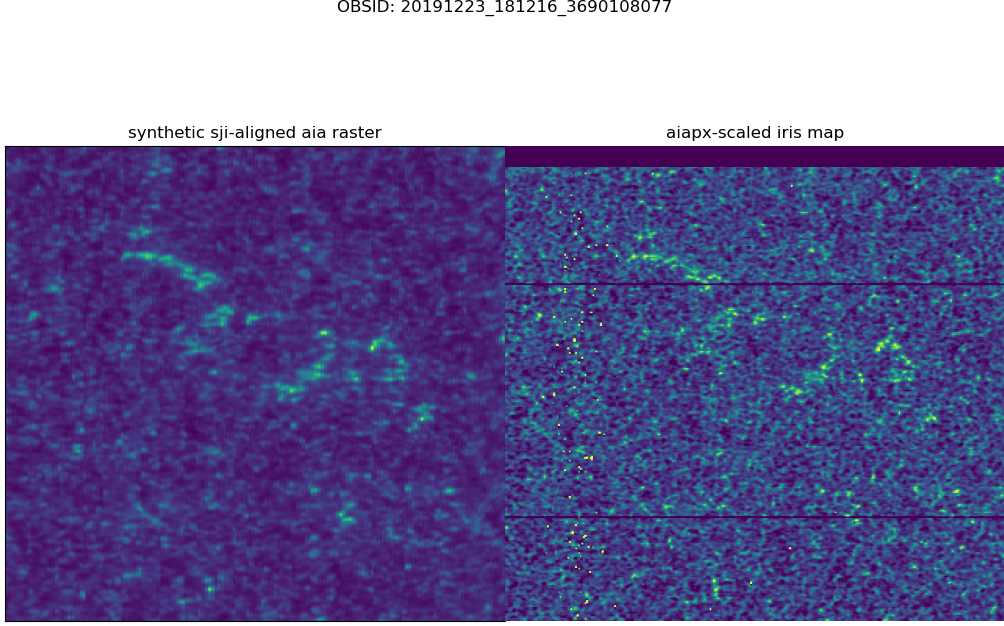 OBSID: 20191223_181216_3690108077
synthetic sji-aligned aia raster
aiapx-scaled iris map